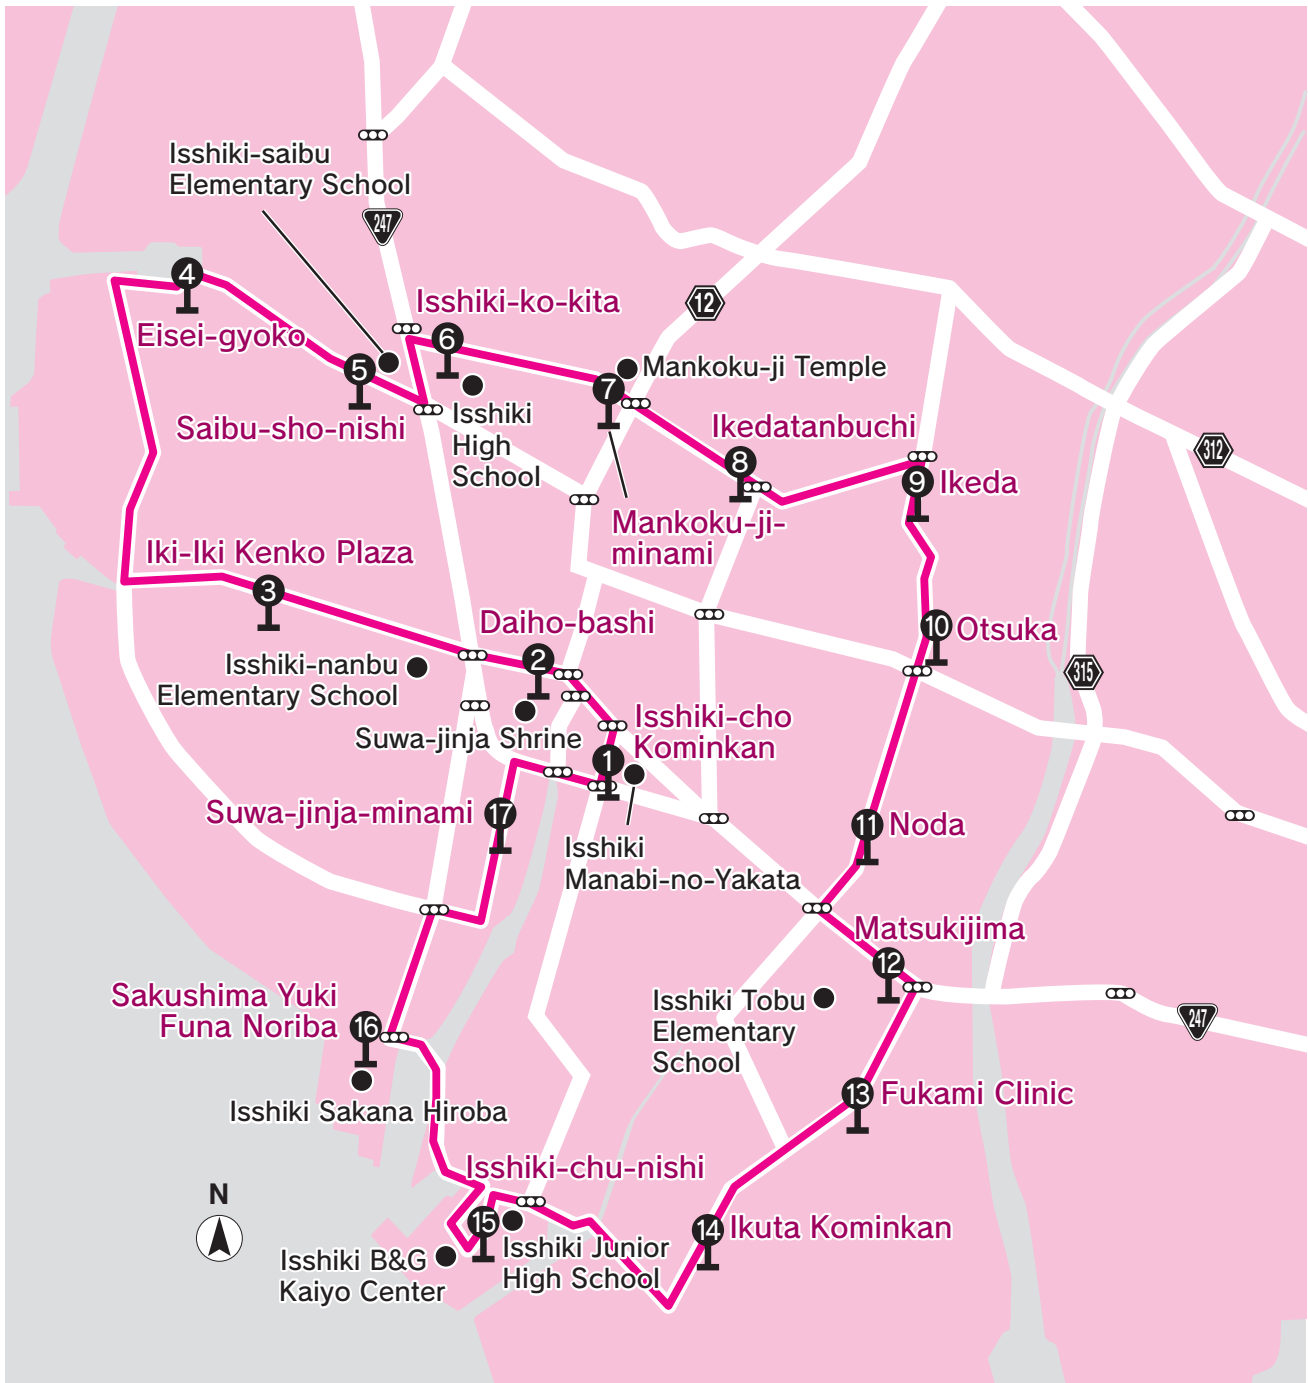 Isshiki-saibu
Elementary School
247
4
Eisei-gyoko
Isshiki-ko-kita
6
12
5
Saibu-sho-nishi
Isshiki
High
School
7
Mankoku-ji Temple
Mankoku-ji-
minami
Ikedatanbuchi
8
312
9
Ikeda
Iki-Iki Kenko Plaza
3
Daiho-bashi
2
10
Otsuka
315
Isshiki-nanbu
Elementary School
Suwa-jinja Shrine
Isshiki-cho
Kominkan
1
Suwa-jinja-minami
17
Isshiki
Manabi-no-Yakata
11
Noda
Matsukijima
12
Sakushima Yuki
Funa Noriba
16
Isshiki Tobu
Elementary
School
247
Isshiki Sakana Hiroba
13
Fukami Clinic
Isshiki-chu-nishi
N
15
Isshiki Junior
High School
14
Ikuta Kominkan
Isshiki B&G
Kaiyo Center